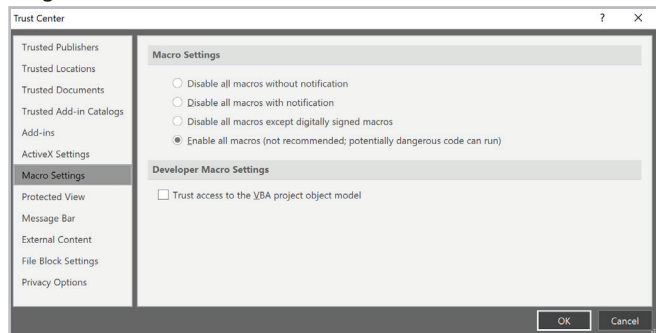 Trust Center
?
X
Trusted Publishers
Trusted Locations
Trusted Documents
Trusted Add-in Catalogs
Add-ins
ActiveX Settings
Macro Settings
Protected View
Message Bar
External Content
File Block Settings
Privacy Options
Macro Settings
Disable all macros without notification
Disable all macros with notification
Disable all macros except digitally signed macros
Enable all macros (not recommended; potentially dangerous code can run)
Developer Macro Settings
Trust access to the VBA project object model
OK
Cancel